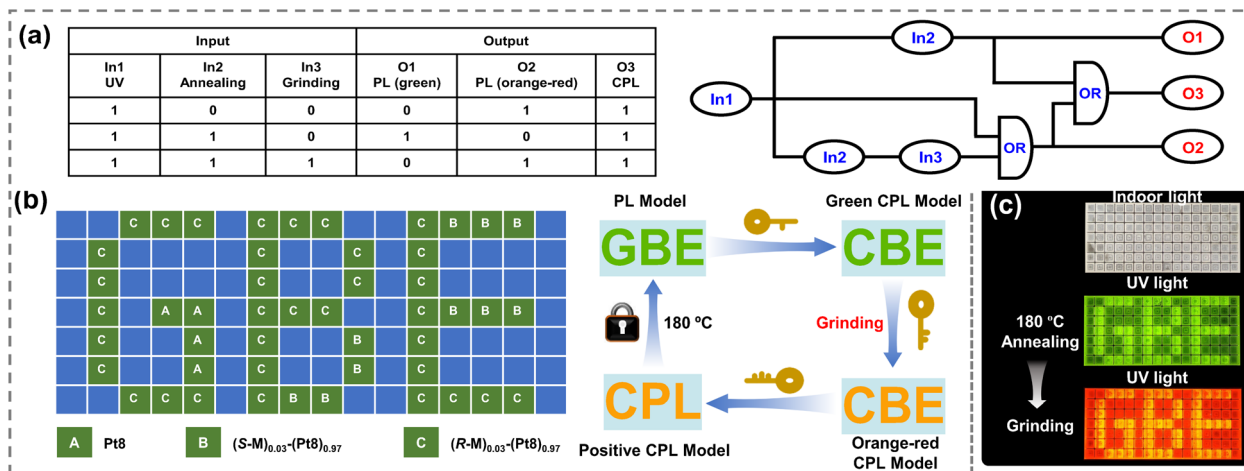 (a)
Input Output
In1 UV In2 Annealing In3 Grinding O1 PL (green) O2 PL (orange-red) O3 CPL
1 0 0 0 1 1
1 1 0 1 0 1
1 1 1 0 1 1
In2 O1
In1 OR O3
In2 In3 OR O2
(b)
C C C C C C C B B B
C C C C
C C C C
C A A C C C C B B B
C A C B C
C A C B C
C C C C B B C C C C
A Pt8 B (S-M)0.03-(Pt8)0.97 C (R-M)0.03-(Pt8)0.97
PL Model Green CPL Model
GBE CBE
180 °C Grinding
CPL CBE
Positive CPL Model Orange-red
CPL Model
(c)
Indoor light
UV light
180 °C
Annealing
GBE
UV light
Grinding
GBE